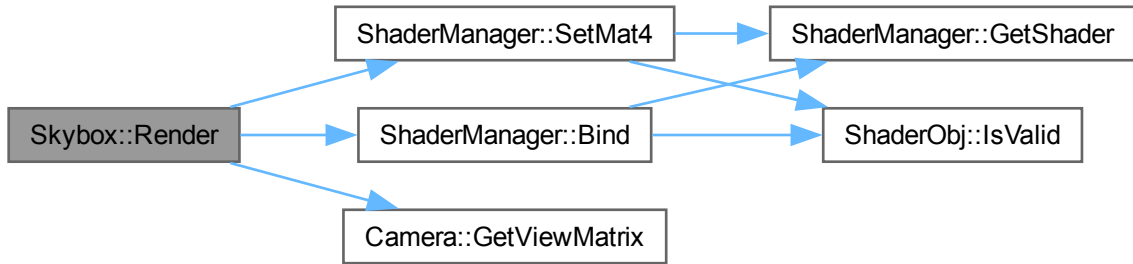 ShaderManager::SetMat4
ShaderManager::GetShader
Skybox::Render
ShaderManager::Bind
ShaderObj::IsValid
Camera::GetViewMatrix